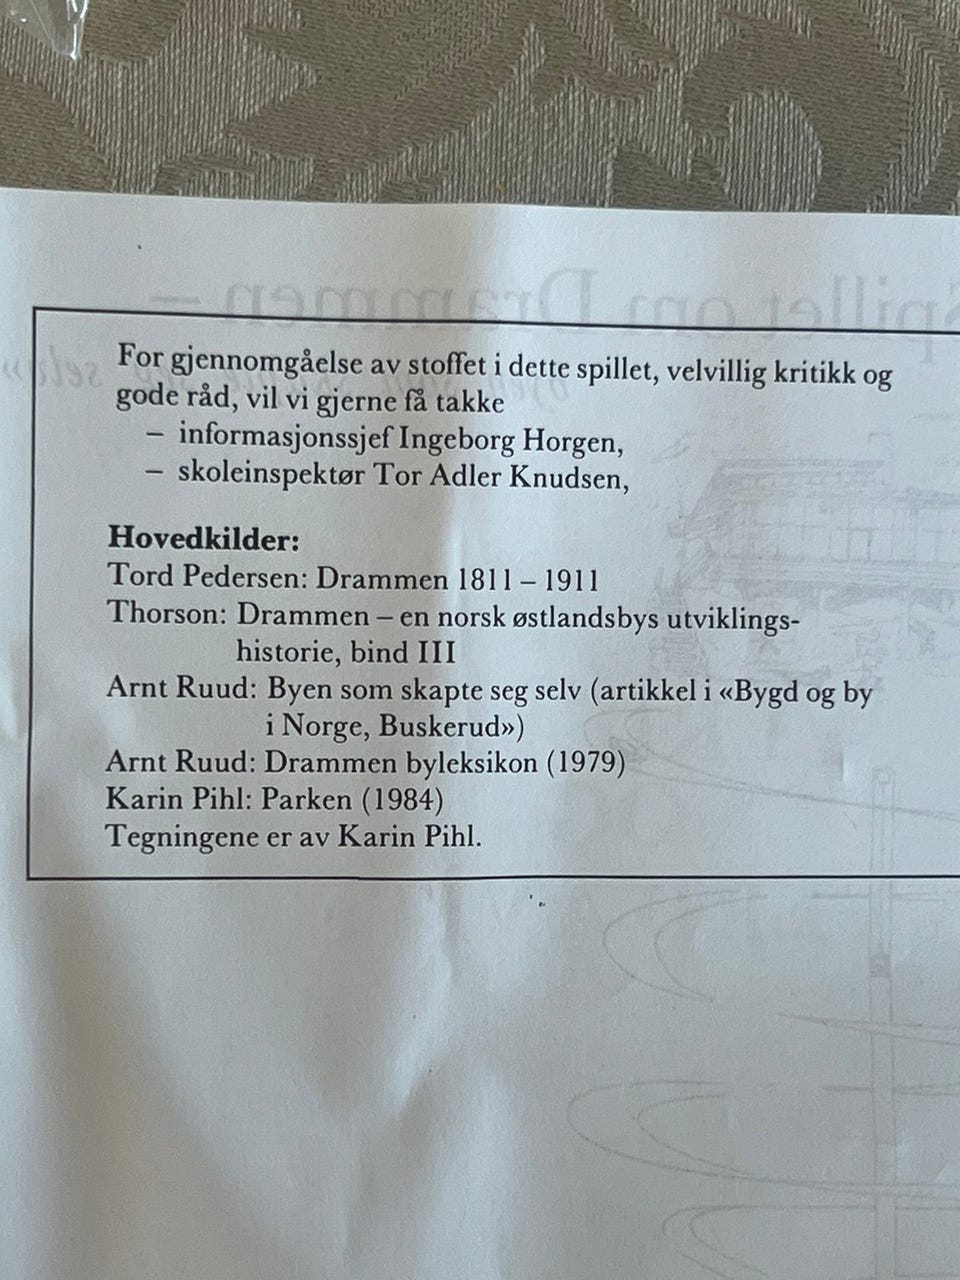 Spillet om Drammen –
For gjennomgåelse av stoffet i dette spillet, velvillig kritikk og
gode råd, vil vi gjerne få takke
– informasjonssjef Ingeborg Horgen,
– skoleinspektør Tor Adler Knudsen,
Hovedkilder:
Tord Pedersen: Drammen 1811 – 1911
Thorson: Drammen – en norsk østlandsbys utviklings-
historie, bind III
Arnt Ruud: Byen som skapte seg selv (artikkel i «Bygd og by
i Norge, Buskerud»)
Arnt Ruud: Drammen byleksikon (1979)
Karin Pihl: Parken (1984)
Tegningene er av Karin Pihl.